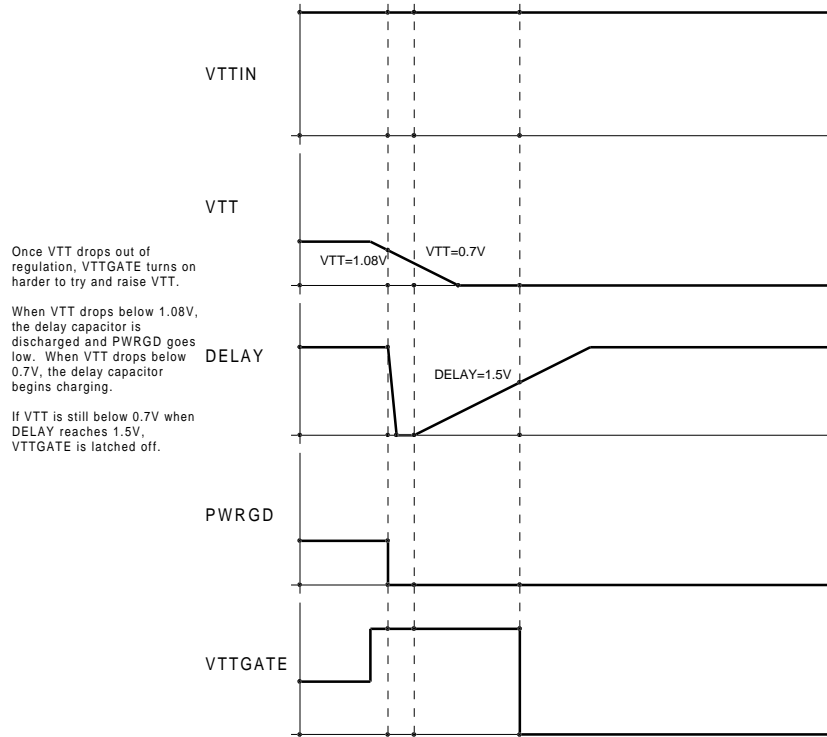 VTTIN
VTT
Once VTT drops out of
regulation, VTTGATE turns on
harder to try and raise VTT.
When VTT drops below 1.08V,
the delay capacitor is
discharged and PWRGD goes
low. When VTT drops below
0.7V, the delay capacitor
begins charging.
If VTT is still below 0.7V when
DELAY reaches 1.5V,
VTTGATE is latched off.
VTT=1.08V
VTT=0.7V
DELAY
DELAY=1.5V
PWRGD
VTTGATE